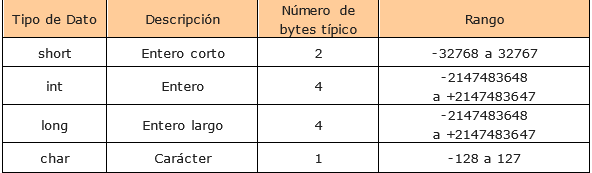 Tipo de Dato Descripción Número de bytes típico Rango
short Entero corto 2 -32768 a 32767
int Entero 4 -2147483648 a +2147483647
long Entero largo 4 -2147483648 a +2147483647
char Carácter 1 -128 a 127